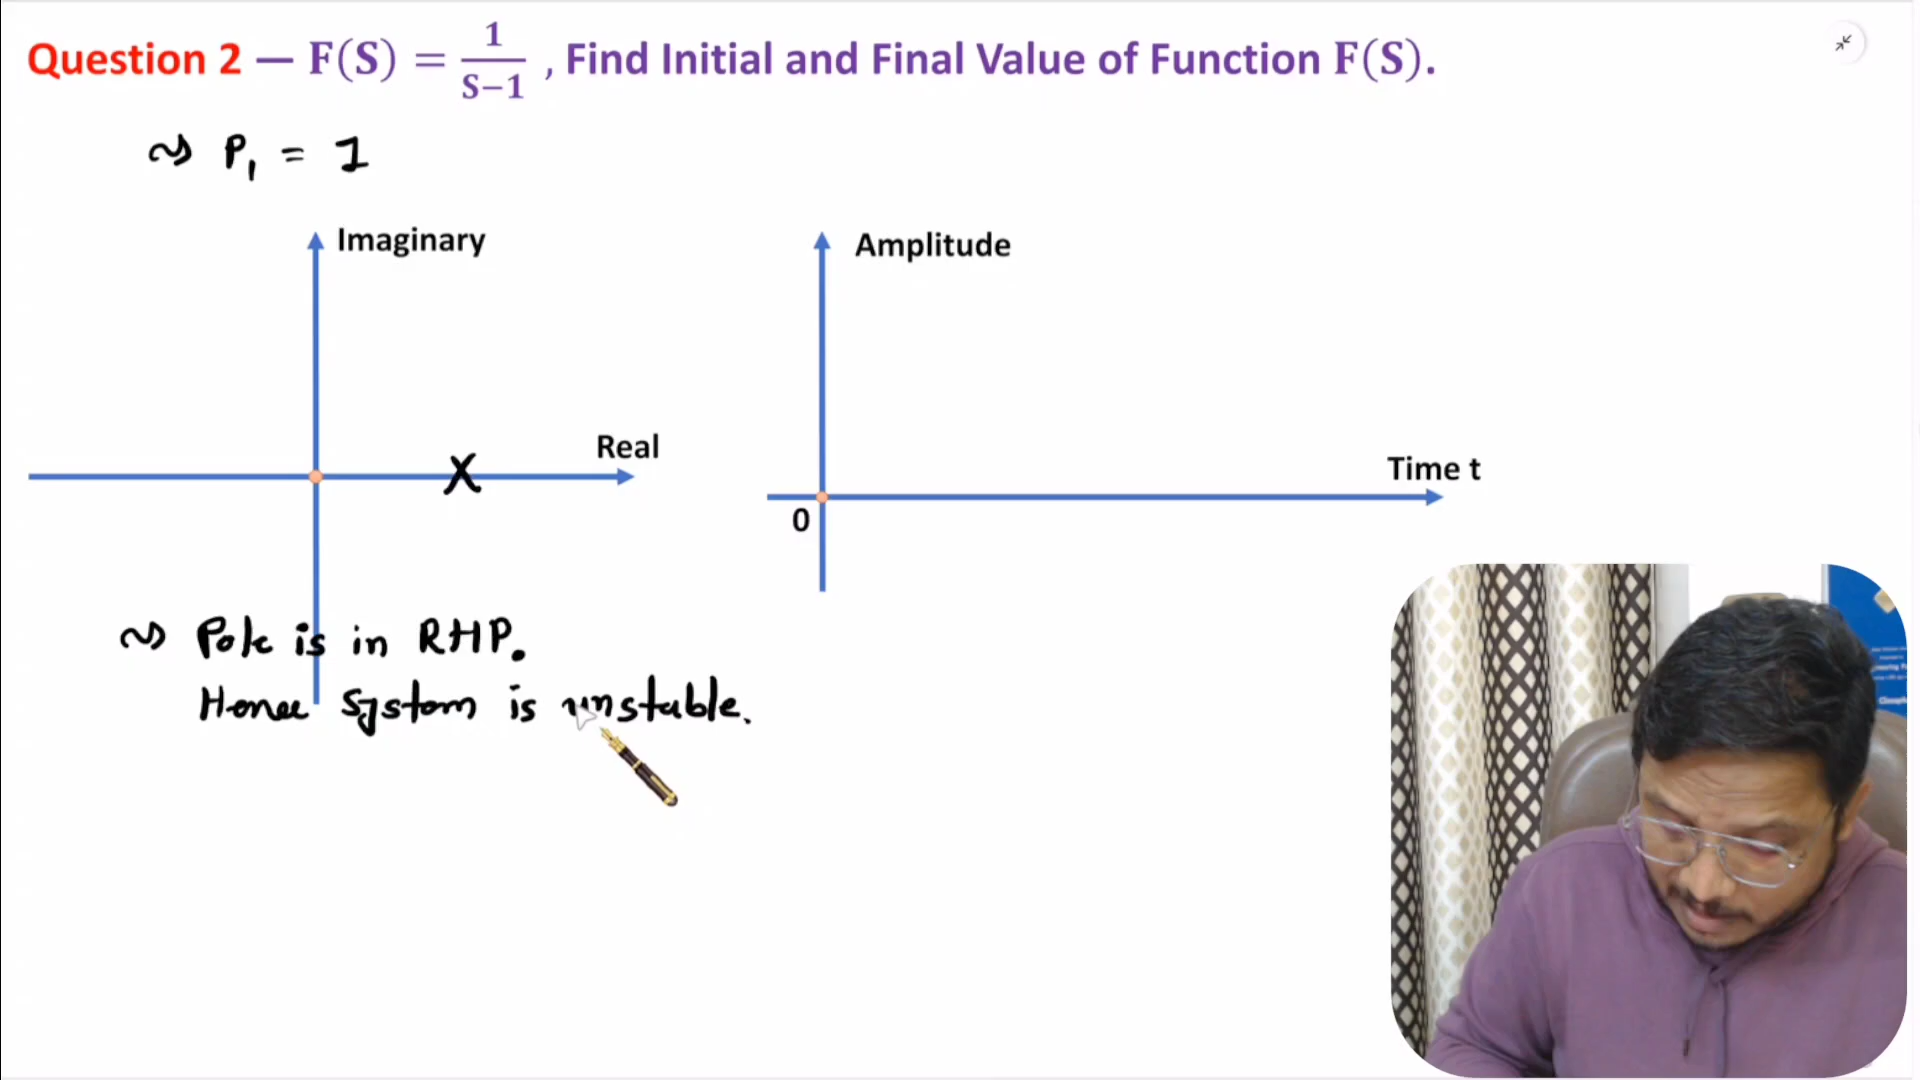 Question 2 — F(S) = 1/(S−1) , Find Initial and Final Value of Function F(S).
P₁ = 1
Imaginary
Amplitude
Real
Time t
0
Pole is in RHP.
Hence system is unstable.